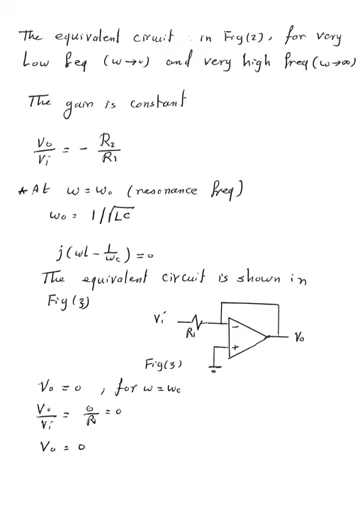 The equivalent circuit in Fig(2), for very
Low freq (ω→0) and very high freq (ω→∞)
The gain is constant
Vo/Vi = - R2/R1
* At ω = ωo (resonance freq)
ωo = 1/√LC
j(ωL - 1/ωc) = 0
The equivalent circuit is shown in
Fig(3)
Vi
R1
-
+
Vo
Fig(3)
Vo = 0 , for ω = ωc
Vo/Vi = 0/R = 0
Vo = 0